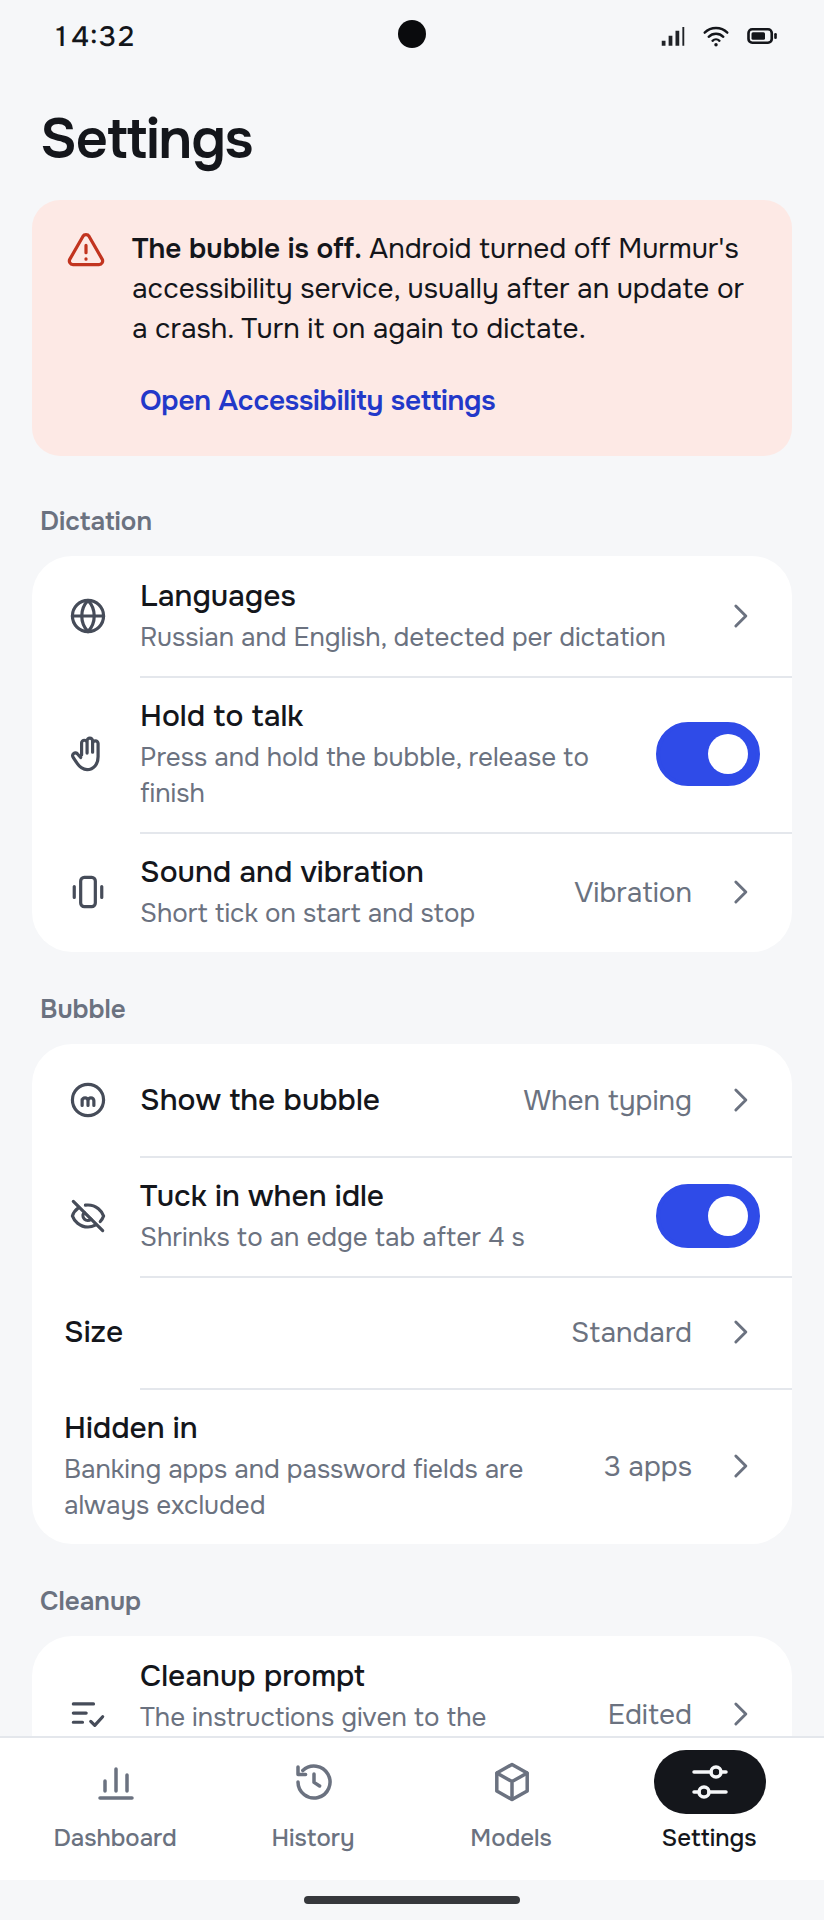 14:32
Settings
The bubble is off. Android turned off Murmur's
accessibility service, usually after an update or
a crash. Turn it on again to dictate.
Open Accessibility settings
Dictation
Languages
Russian and English, detected per dictation
Hold to talk
Press and hold the bubble, release to
finish
Sound and vibration
Short tick on start and stop
Vibration
Bubble
Show the bubble
When typing
Tuck in when idle
Shrinks to an edge tab after 4 s
Size
Standard
Hidden in
Banking apps and password fields are
always excluded
3 apps
Cleanup
Cleanup prompt
The instructions given to the
Edited
Dashboard
History
Models
Settings